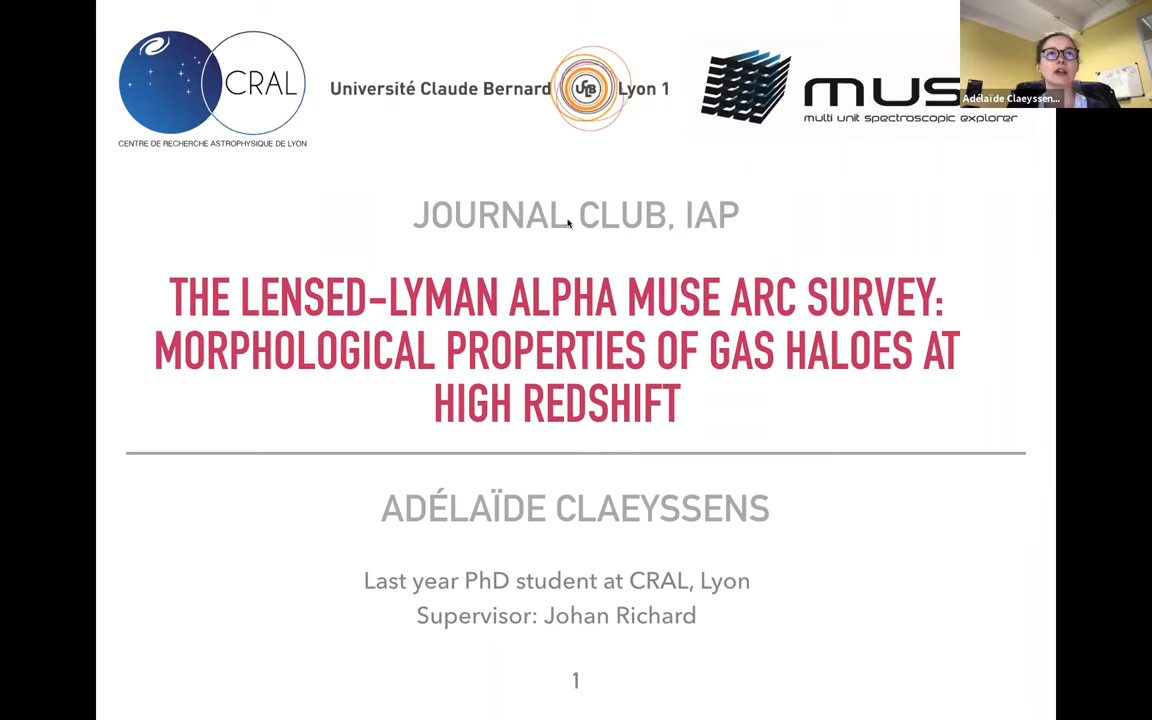 CRAL
CENTRE DE RECHERCHE ASTROPHYSIQUE DE LYON
Université Claude Bernard Lyon 1
mus
multi unit spectroscopic explorer
Adélaïde Claeyssen...
JOURNAL CLUB, IAP
THE LENSED-LYMAN ALPHA MUSE ARC SURVEY:
MORPHOLOGICAL PROPERTIES OF GAS HALOES AT
HIGH REDSHIFT
ADÉLAÏDE CLAEYSSENS
Last year PhD student at CRAL, Lyon
Supervisor: Johan Richard
1